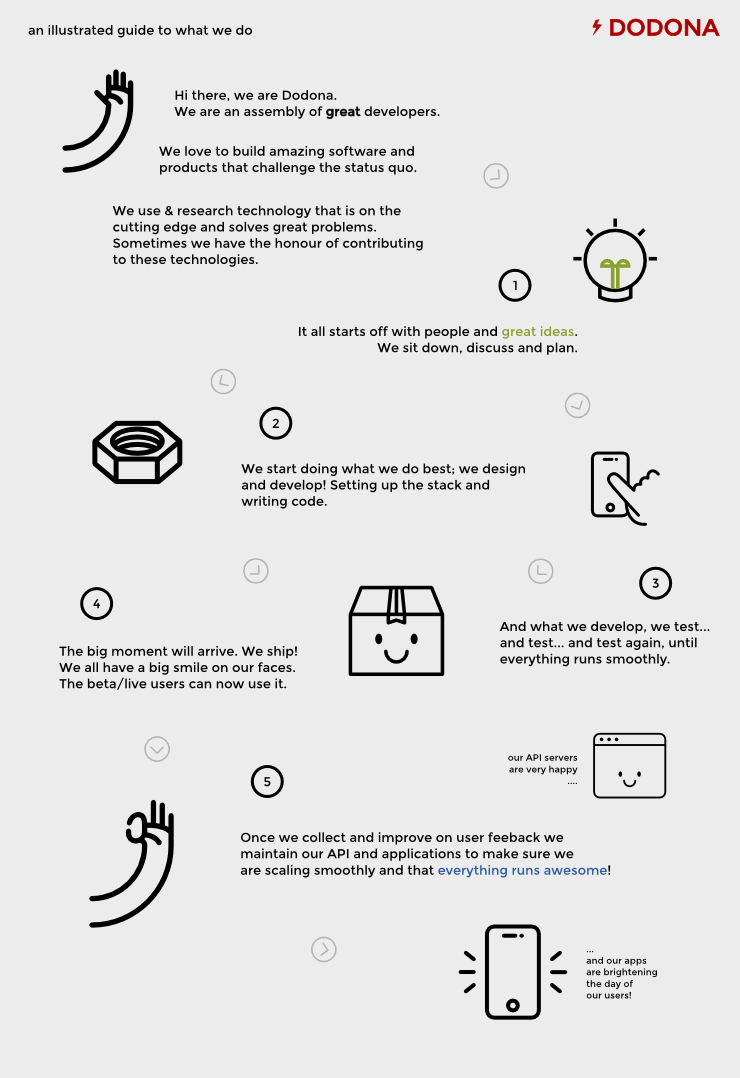 an illustrated guide to what we do
DODONA
Hi there, we are Dodona.
We are an assembly of great developers.
We love to build amazing software and
products that challenge the status quo.
We use & research technology that is on the
cutting edge and solves great problems.
Sometimes we have the honour of contributing
to these technologies.
1
It all starts off with people and great ideas.
We sit down, discuss and plan.
2
We start doing what we do best; we design
and develop! Setting up the stack and
writing code.
3
And what we develop, we test...
and test... and test again, until
everything runs smoothly.
4
The big moment will arrive. We ship!
We all have a big smile on our faces.
The beta/live users can now use it.
our API servers
are very happy
....
5
Once we collect and improve on user feeback we
maintain our API and applications to make sure we
are scaling smoothly and that everything runs awesome!
...
and our apps
are brightening
the day of
our users!